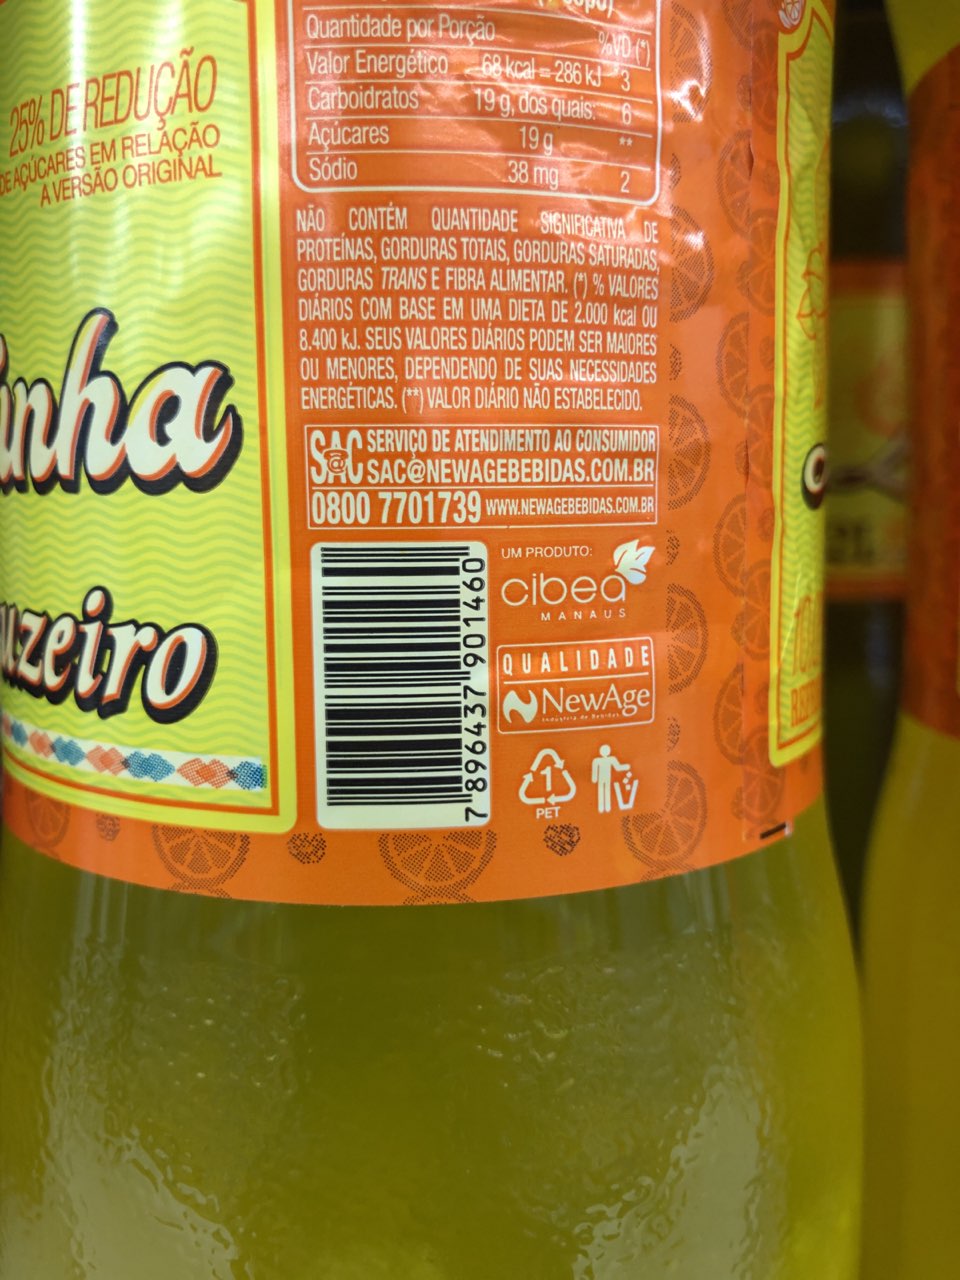 25% DE REDUÇÃO
DE AÇÚCARES EM RELAÇÃO
A VERSÃO ORIGINAL
Quantidade por Porção
%VD (*)
Valor Energético 68 kcal = 286 kJ 3
Carboidratos 19 g, dos quais: 6
Açúcares 19 g **
Sódio 38 mg 2
NÃO CONTÉM QUANTIDADE SIGNIFICATIVA DE
PROTEÍNAS, GORDURAS TOTAIS, GORDURAS SATURADAS,
GORDURAS TRANS E FIBRA ALIMENTAR. (*) % VALORES
DIÁRIOS COM BASE EM UMA DIETA DE 2.000 kcal OU
8.400 kJ. SEUS VALORES DIÁRIOS PODEM SER MAIORES
OU MENORES, DEPENDENDO DE SUAS NECESSIDADES
ENERGÉTICAS. (**) VALOR DIÁRIO NÃO ESTABELECIDO.
SAC SERVIÇO DE ATENDIMENTO AO CONSUMIDOR
SAC@NEWAGEBEBIDAS.COM.BR
0800 7701739 WWW.NEWAGEBEBIDAS.COM.BR
7 896437 901460
UM PRODUTO:
cibea
MANAUS
QUALIDADE
NewAge
Indústria de Bebidas
1
PET
inha
uzeiro